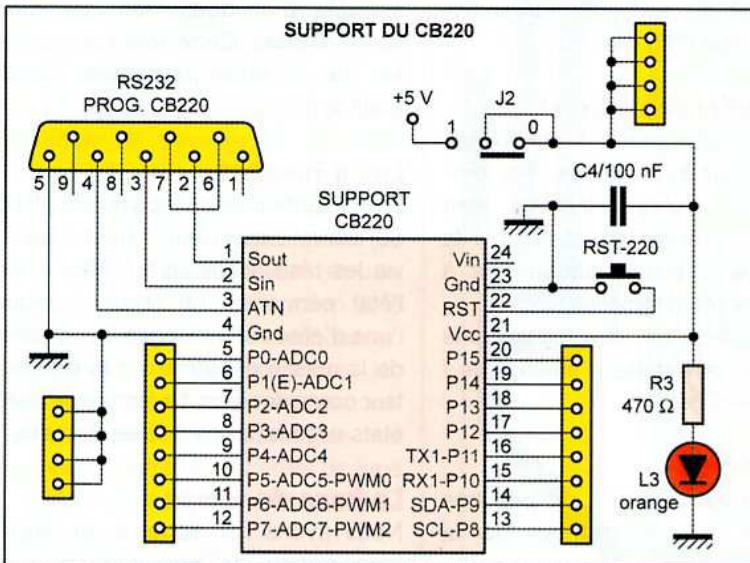 SUPPORT DU CB220
RS232
PROG. CB220
+5 V
J2
1
0
C4/100 nF
5 9 4 8 3 7 2 6 1
SUPPORT
CB220
RST-220
1 Sout
2 Sin
3 ATN
4 Gnd
5 P0-ADC0
6 P1(E)-ADC1
7 P2-ADC2
8 P3-ADC3
9 P4-ADC4
10 P5-ADC5-PWM0
11 P6-ADC6-PWM1
12 P7-ADC7-PWM2
Vin 24
Gnd 23
RST 22
Vcc 21
P15 20
P14 19
P13 18
P12 17
TX1-P11 16
RX1-P10 15
SDA-P9 14
SCL-P8 13
R3
470 Ω
L3
orange